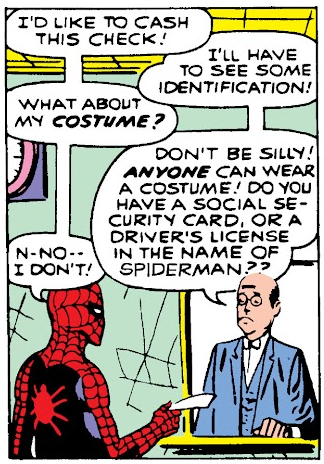 I'D LIKE TO CASH
THIS CHECK!
I'LL HAVE
TO SEE SOME
IDENTIFICATION!
WHAT ABOUT
MY COSTUME?
DON'T BE SILLY!
ANYONE CAN WEAR
A COSTUME! DO YOU
HAVE A SOCIAL SE-
CURITY CARD, OR A
DRIVER'S LICENSE
IN THE NAME OF
SPIDERMAN??
N-NO--
I DON'T!